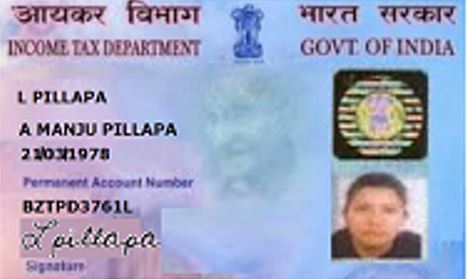 आयकर विभाग भारत सरकार
INCOME TAX DEPARTMENT GOVT. OF INDIA
L PILLAPA
A MANJU PILLAPA
21/03/1978
Permanent Account Number
BZTPD3761L
L pillapa
Signature